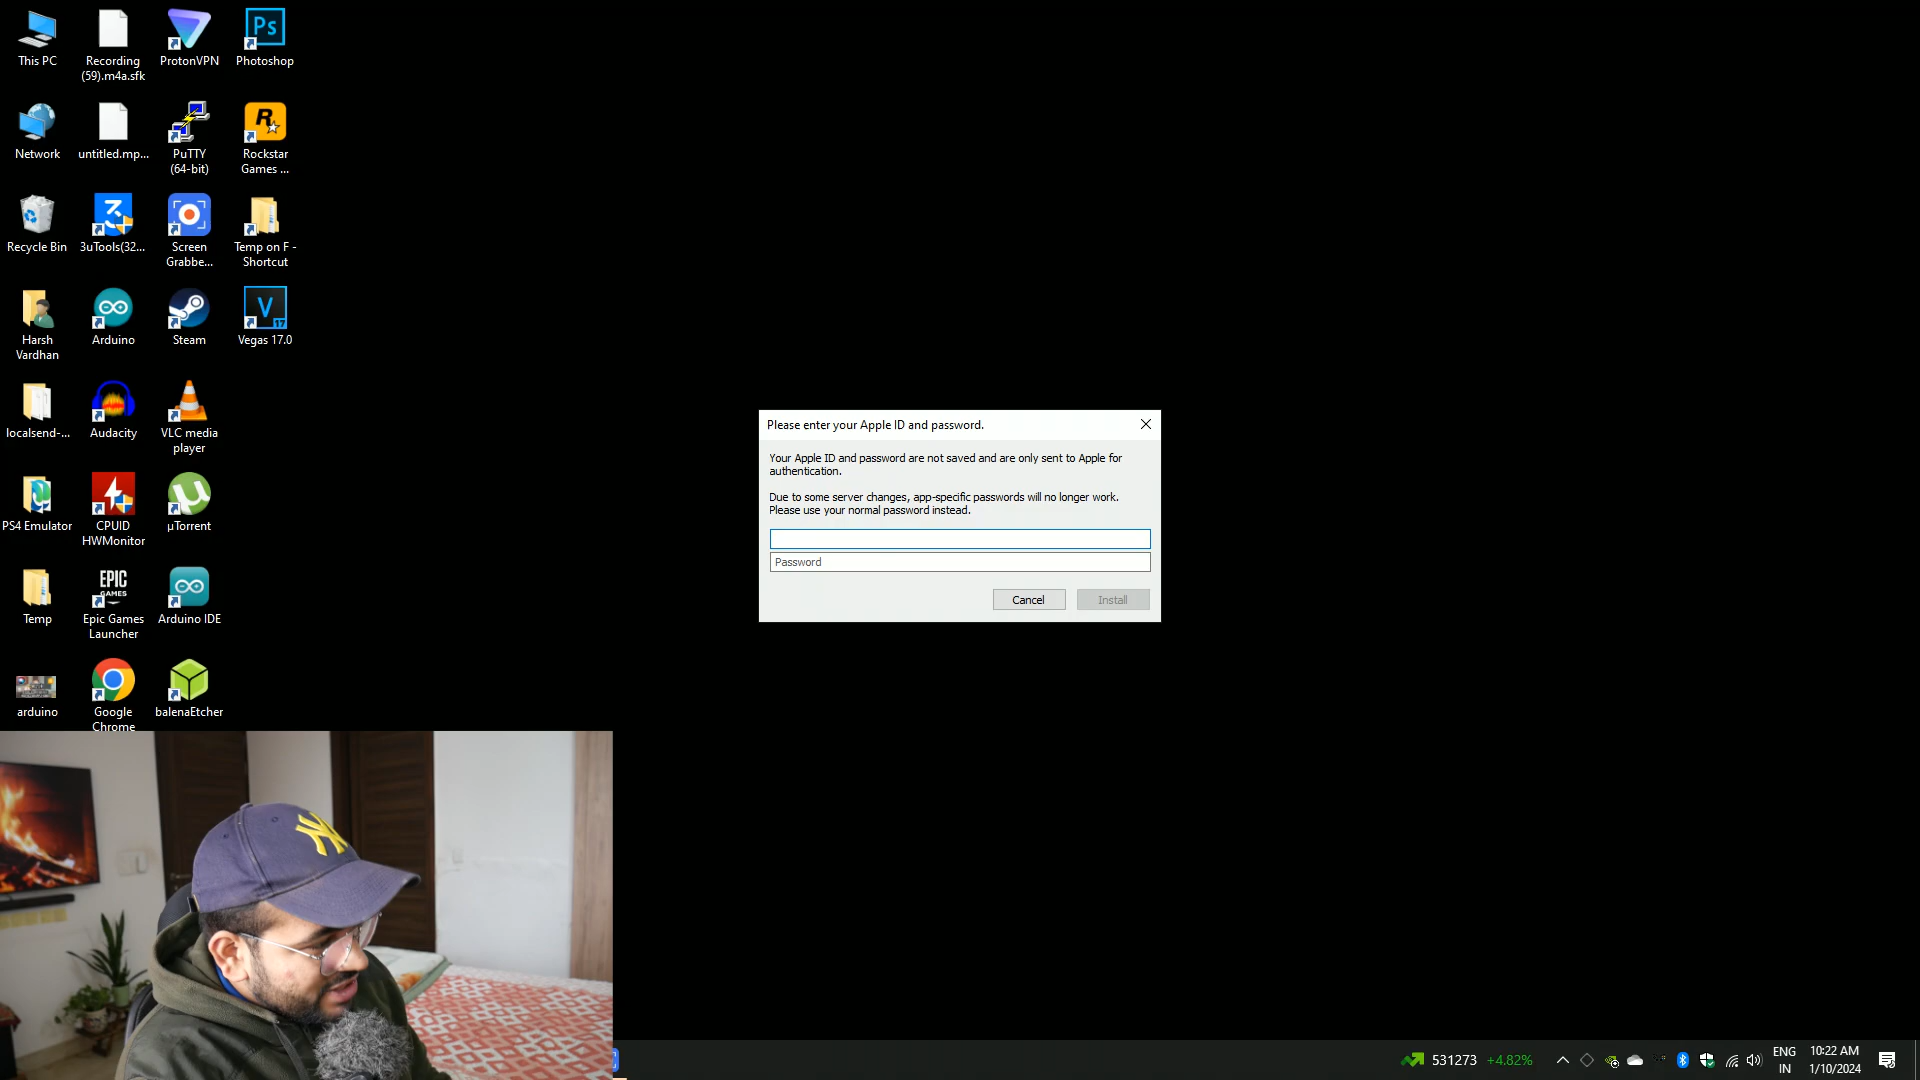 This PC
Recording
(59).m4a.sfk
ProtonVPN
Ps
Photoshop
Network
untitled.mp...
PuTTY
(64-bit)
R
Rockstar
Games ...
Recycle Bin
3uTools(32...
Screen
Grabbe...
Temp on F -
Shortcut
Harsh
Vardhan
Arduino
Steam
V
17
Vegas 17.0
localsend-...
Audacity
VLC media
player
PS4 Emulator
CPUID
HWMonitor
µTorrent
Temp
EPIC
GAMES
Epic Games
Launcher
Arduino IDE
arduino
Google
Chrome
balenaEtcher
Please enter your Apple ID and password.
Your Apple ID and password are not saved and are only sent to Apple for
authentication.
Due to some server changes, app-specific passwords will no longer work.
Please use your normal password instead.
Password
Cancel
Install
NY
531273 +4.82%
ENG
IN
10:22 AM
1/10/2024